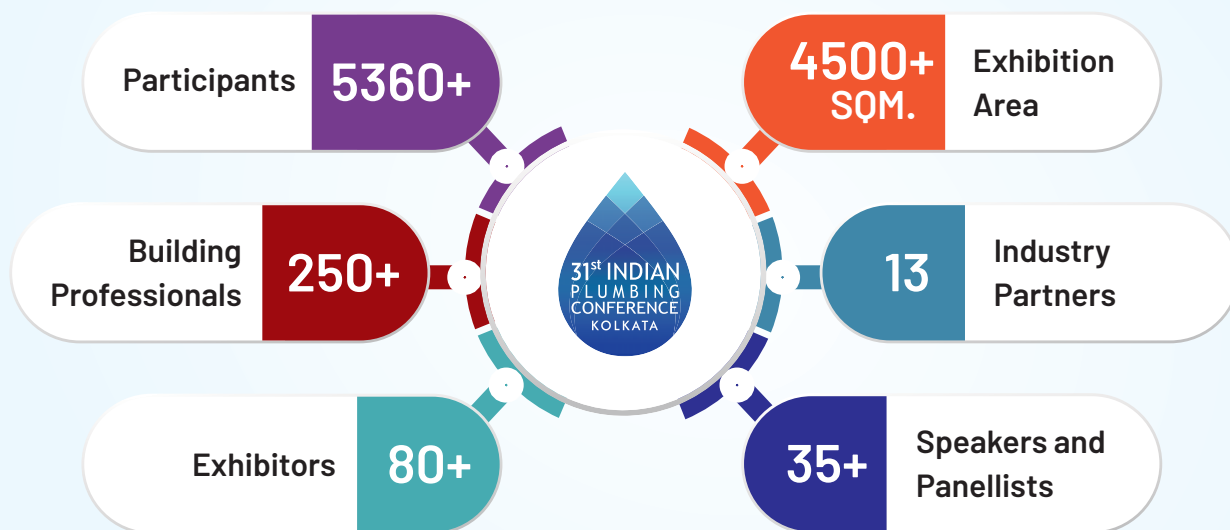 Participants
5360+
4500+
SQM.
Exhibition
Area
Building
Professionals
250+
31st INDIAN
PLUMBING
CONFERENCE
KOLKATA
13
Industry
Partners
Exhibitors
80+
35+
Speakers and
Panellists